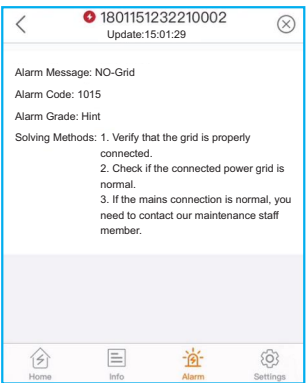 1801151232210002
Update:15:01:29
Alarm Message: NO-Grid
Alarm Code: 1015
Alarm Grade: Hint
Solving Methods: 1. Verify that the grid is properly
connected.
2. Check if the connected power grid is
normal.
3. If the mains connection is normal, you
need to contact our maintenance staff
member.
Home Info Alarm Settings